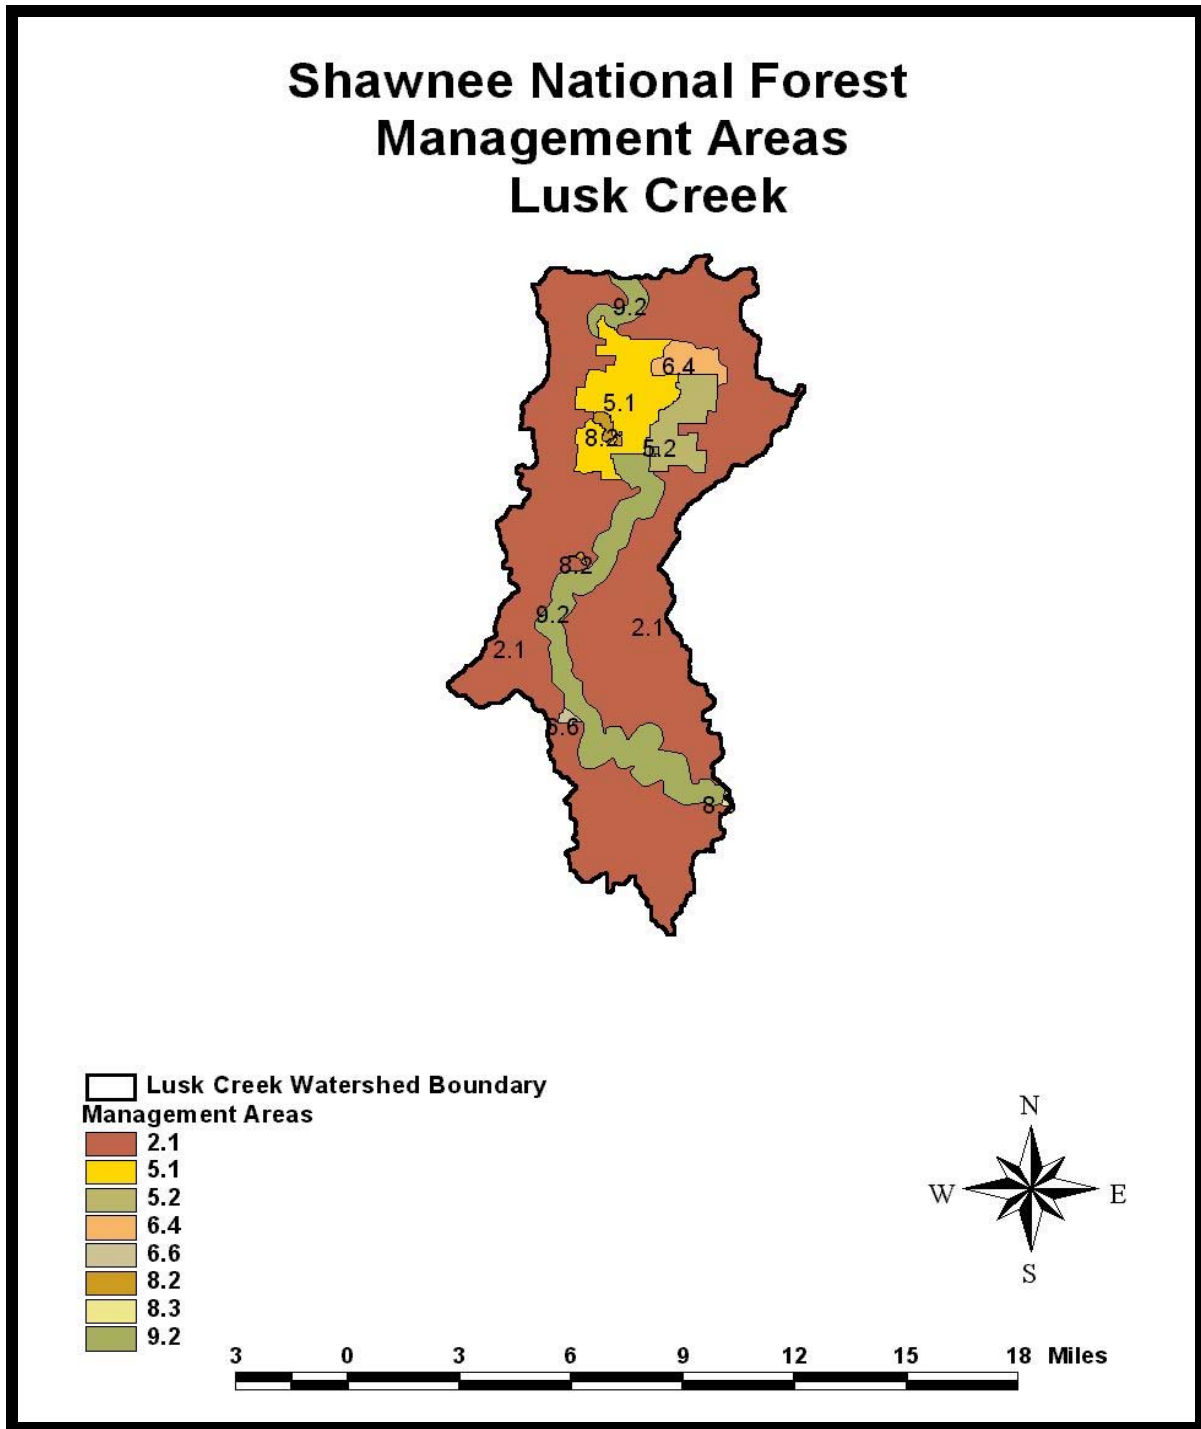 Shawnee National Forest
Management Areas
Lusk Creek
9.2
6.4
5.1
8.2
5.2
8.2
9.2
2.1
2.1
6.6
Lusk Creek Watershed Boundary
Management Areas
2.1
5.1
5.2
6.4
6.6
8.2
8.3
9.2
N
W E
S
3 0 3 6 9 12 15 18 Miles